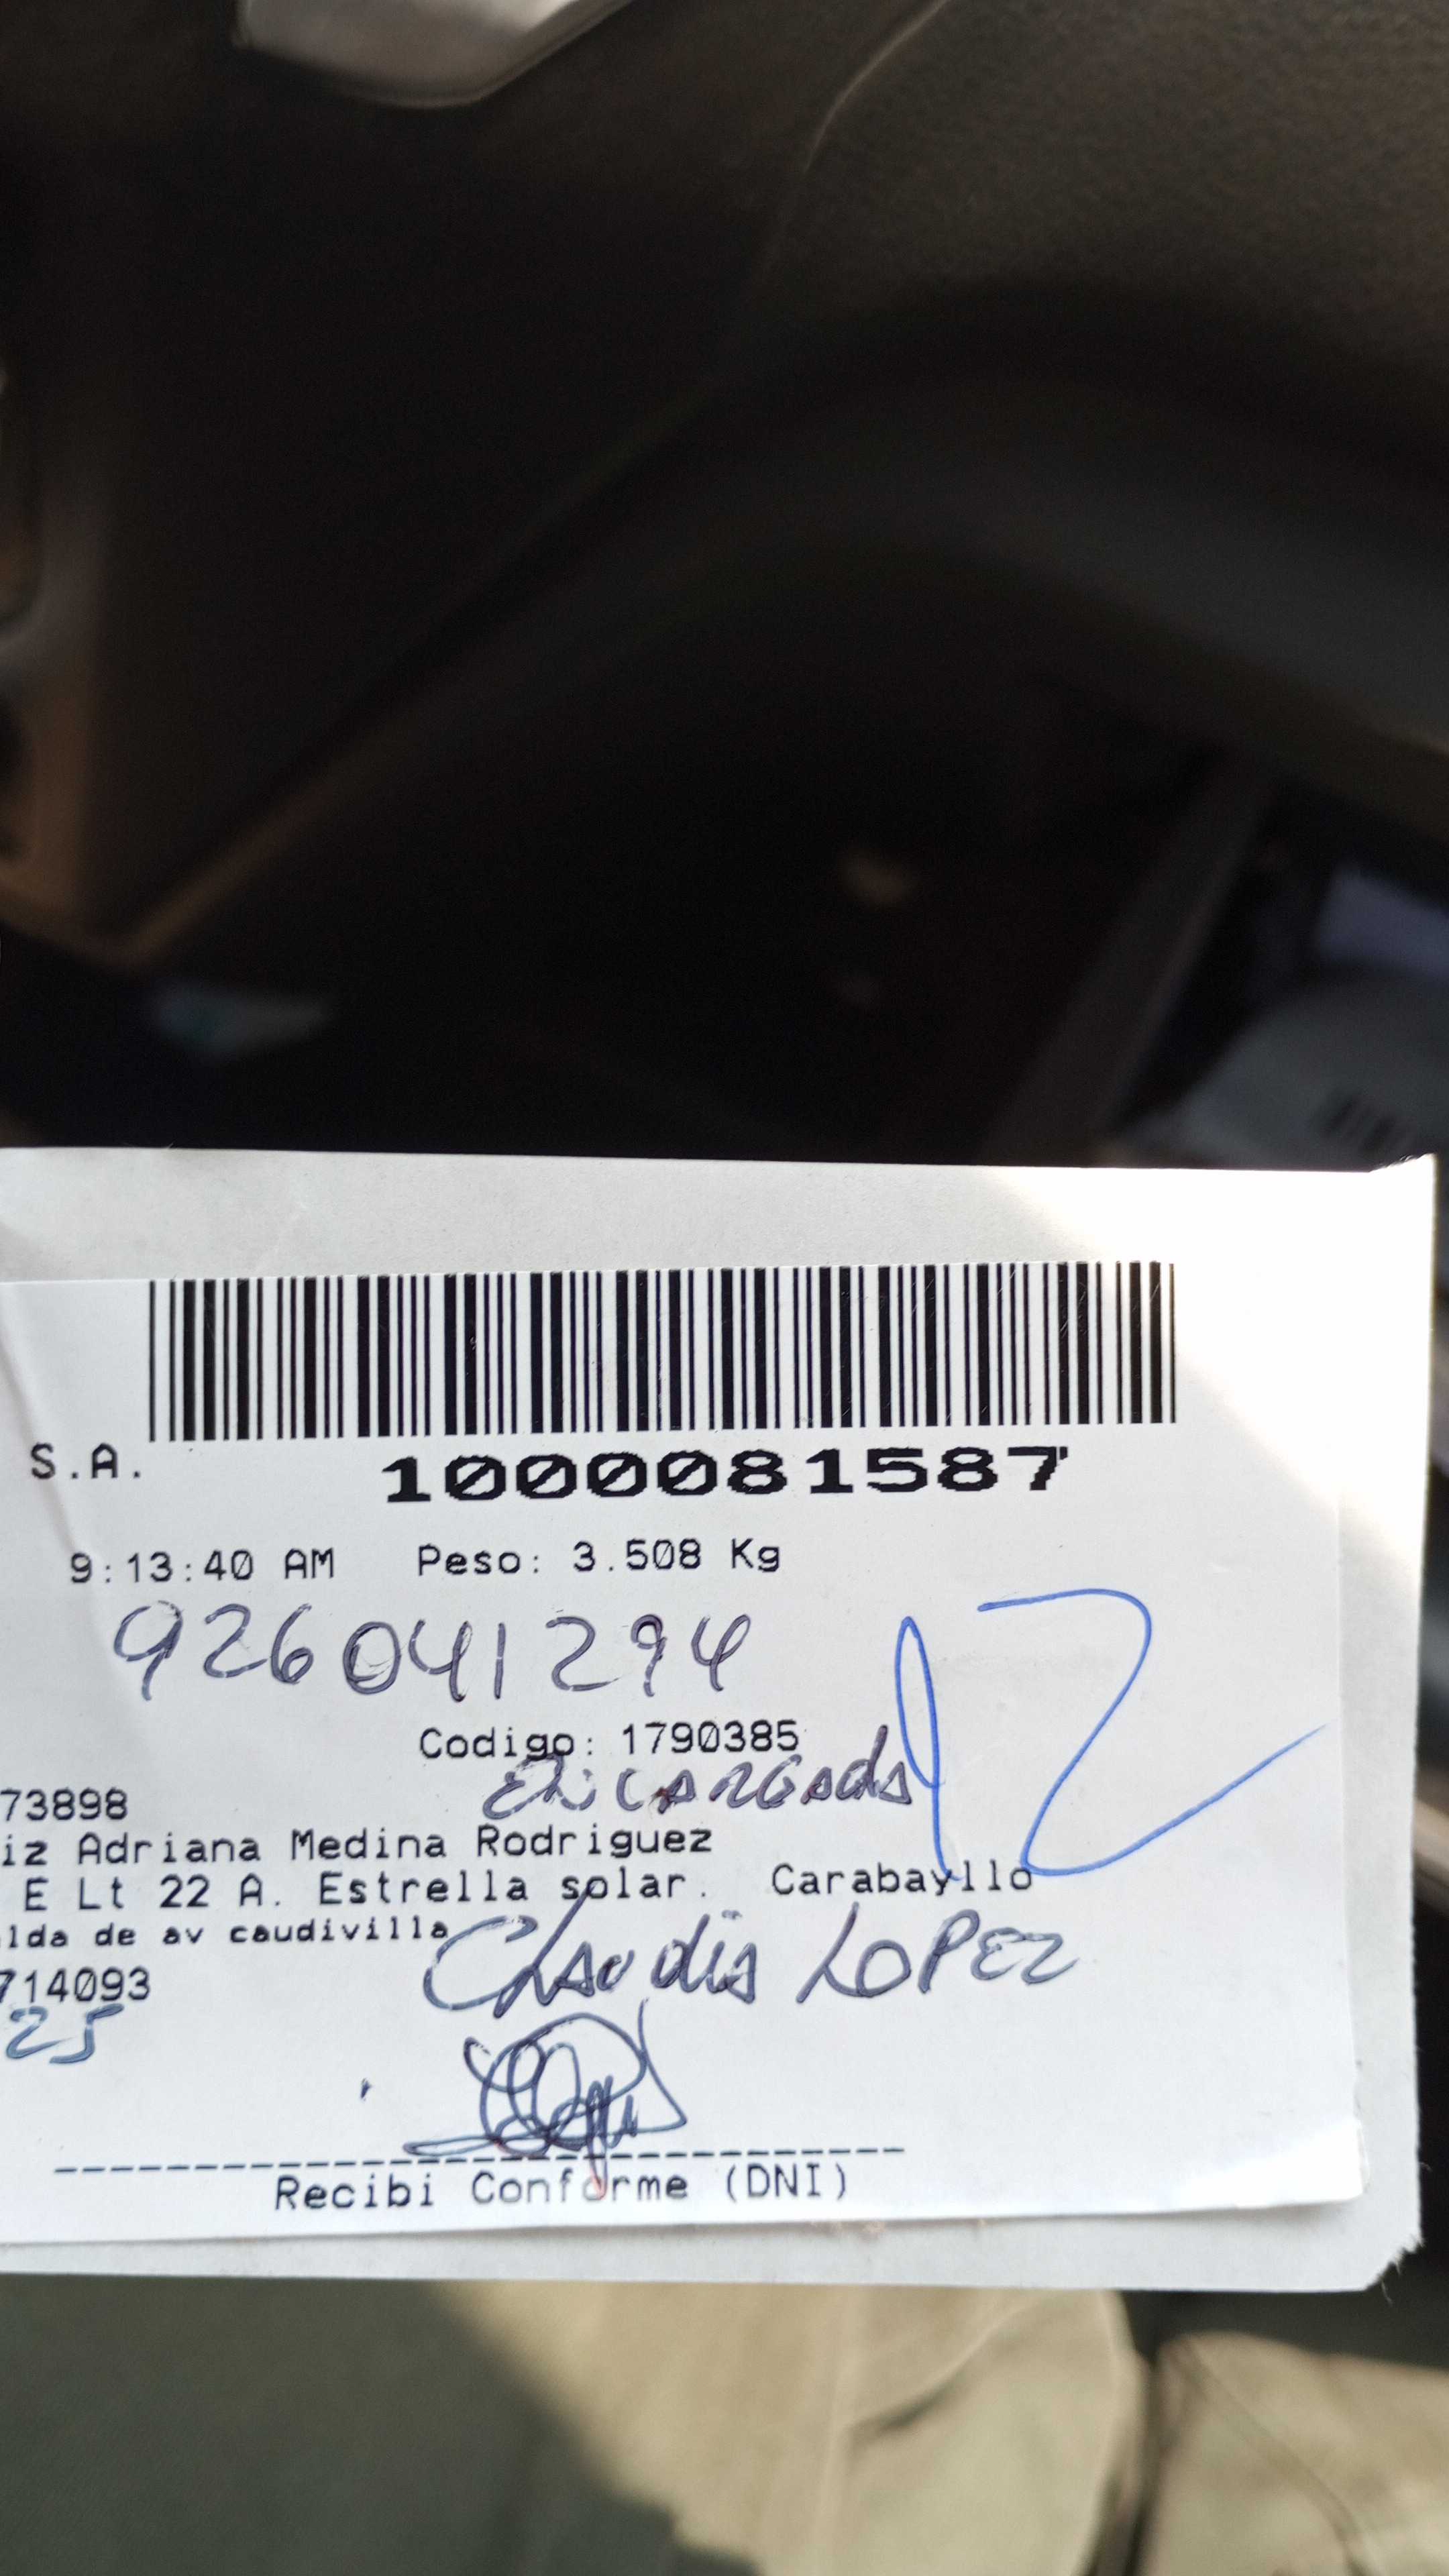 S.A.
1000081587
9:13:40 AM Peso: 3.508 Kg
926041294
12
Codigo: 1790385
Encargada
73898
iz Adriana Medina Rodriguez
E Lt 22 A. Estrella solar. Carabayllo
lda de av caudivilla
Claudia LOPEZ
714093
25
Recibi Conforme (DNI)